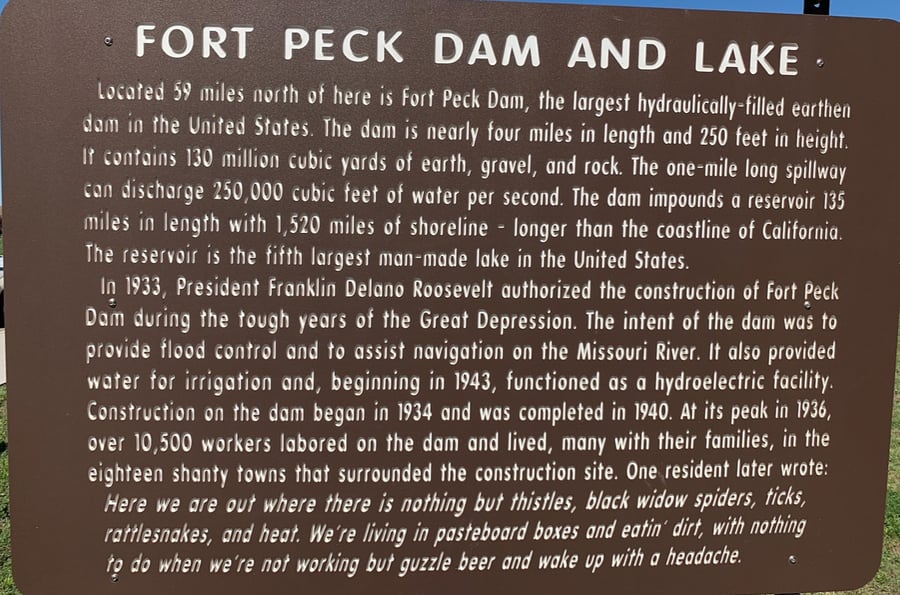 FORT PECK DAM AND LAKE
Located 59 miles north of here is Fort Peck Dam, the largest hydraulically-filled earthen
dam in the United States. The dam is nearly four miles in length and 250 feet in height.
It contains 130 million cubic yards of earth, gravel, and rock. The one-mile long spillway
can discharge 250,000 cubic feet of water per second. The dam impounds a reservoir 135
miles in length with 1,520 miles of shoreline - longer than the coastline of California.
The reservoir is the fifth largest man-made lake in the United States.
In 1933, President Franklin Delano Roosevelt authorized the construction of Fort Peck
Dam during the tough years of the Great Depression. The intent of the dam was to
provide flood control and to assist navigation on the Missouri River. It also provided
water for irrigation and, beginning in 1943, functioned as a hydroelectric facility.
Construction on the dam began in 1934 and was completed in 1940. At its peak in 1936,
over 10,500 workers labored on the dam and lived, many with their families, in the
eighteen shanty towns that surrounded the construction site. One resident later wrote:
Here we are out where there is nothing but thistles, black widow spiders, ticks,
rattlesnakes, and heat. We're living in pasteboard boxes and eatin' dirt, with nothing
to do when we're not working but guzzle beer and wake up with a headache.